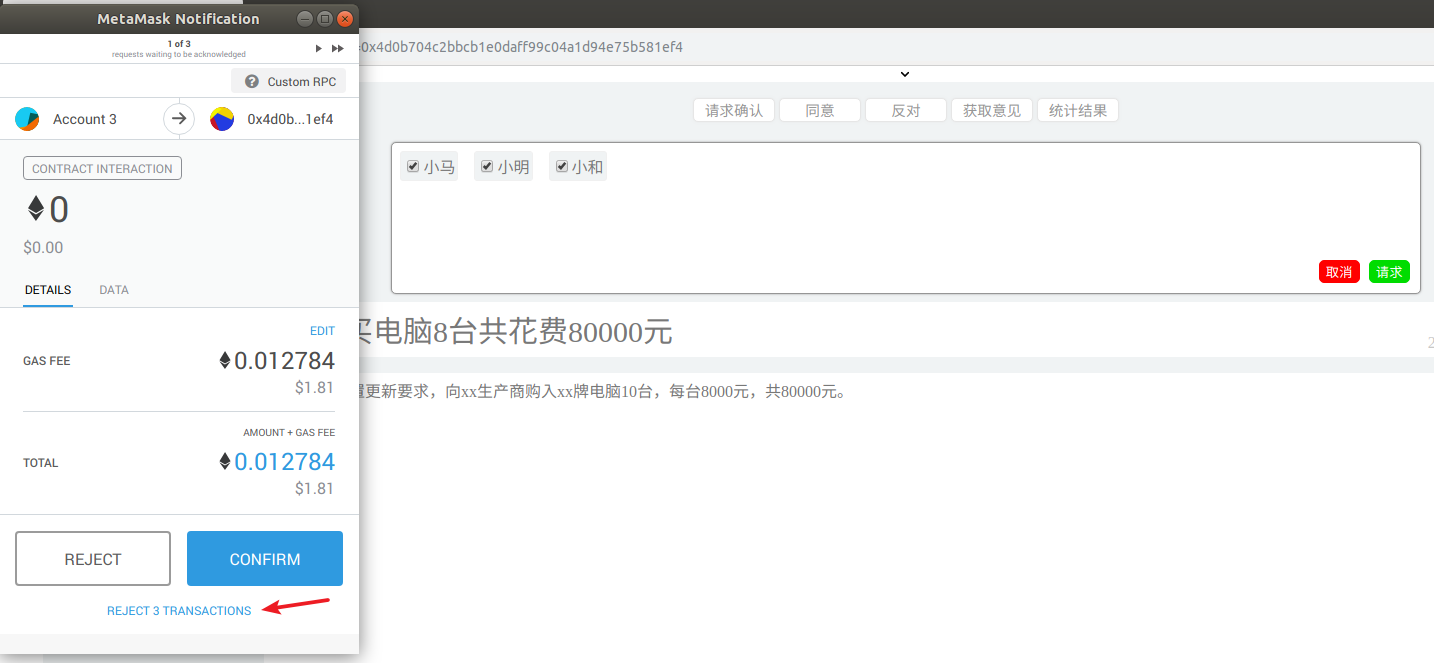 MetaMask Notification
1 of 3
requests waiting to be acknowledged
Custom RPC
Account 3
0x4d0b...1ef4
CONTRACT INTERACTION
0
$0.00
DETAILS
DATA
EDIT
GAS FEE
0.012784
$1.81
AMOUNT + GAS FEE
TOTAL
0.012784
$1.81
REJECT
CONFIRM
REJECT 3 TRANSACTIONS
0x4d0b704c2bbcb1e0daff99c04a1d94e75b581ef4
请求确认
同意
反对
获取意见
统计结果
小马
小明
小和
取消
请求
买电脑8台共花费80000元
2
置更新要求，向xx生产商购入xx牌电脑10台，每台8000元，共80000元。